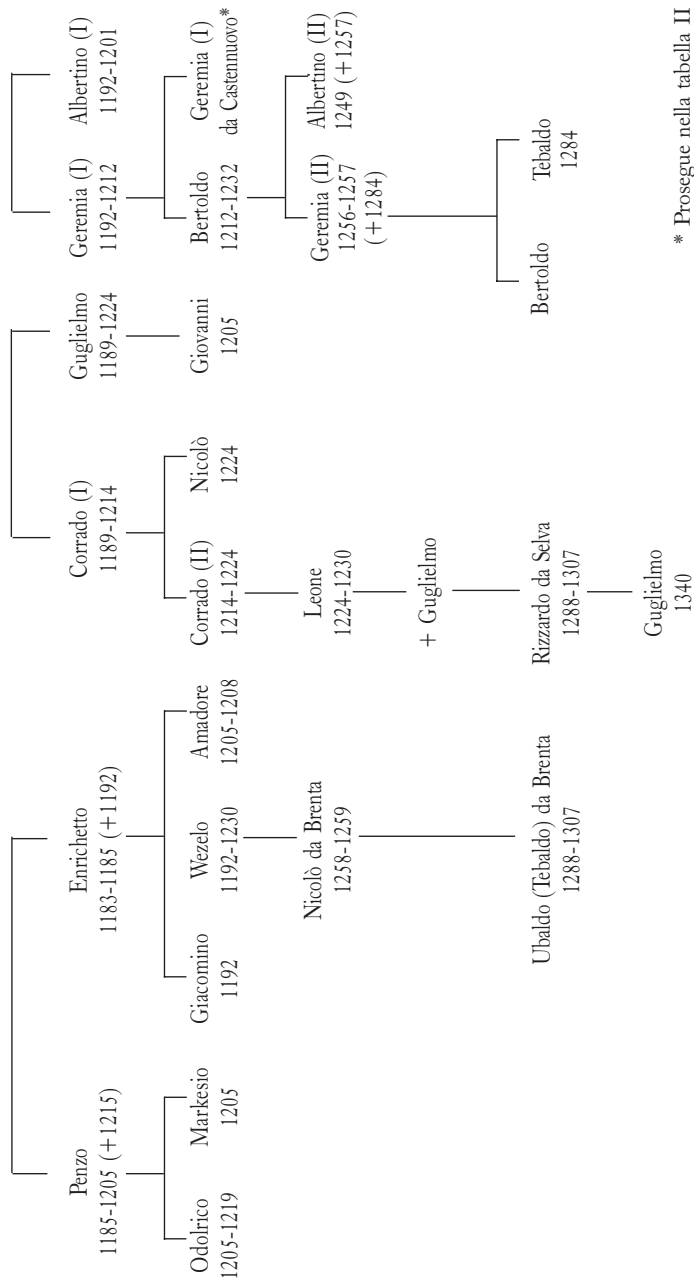 Penzo
1185-1205 (+1215)
Enrichetto
1183-1185 (+1192)
Corrado (I)
1189-1214
Guglielmo
1189-1224
Geremia (I)
1192-1212
Albertino (I)
1192-1201
Odolrico
1205-1219
Markesio
1205
Giacomino
1192
Wezelo
1192-1230
Amadore
1205-1208
Corrado (II)
1214-1224
Nicolò
1224
Giovanni
1205
Bertoldo
1212-1232
Geremia (I)
da Castennuovo*
Nicolò da Brenta
1258-1259
Leone
1224-1230
Geremia (II)
1256-1257
(+1284)
Albertino (II)
1249 (+1257)
+ Guglielmo
Ubaldo (Tebaldo) da Brenta
1288-1307
Rizzardo da Selva
1288-1307
Bertoldo
Tebaldo
1284
Guglielmo
1340
* Prosegue nella tabella II